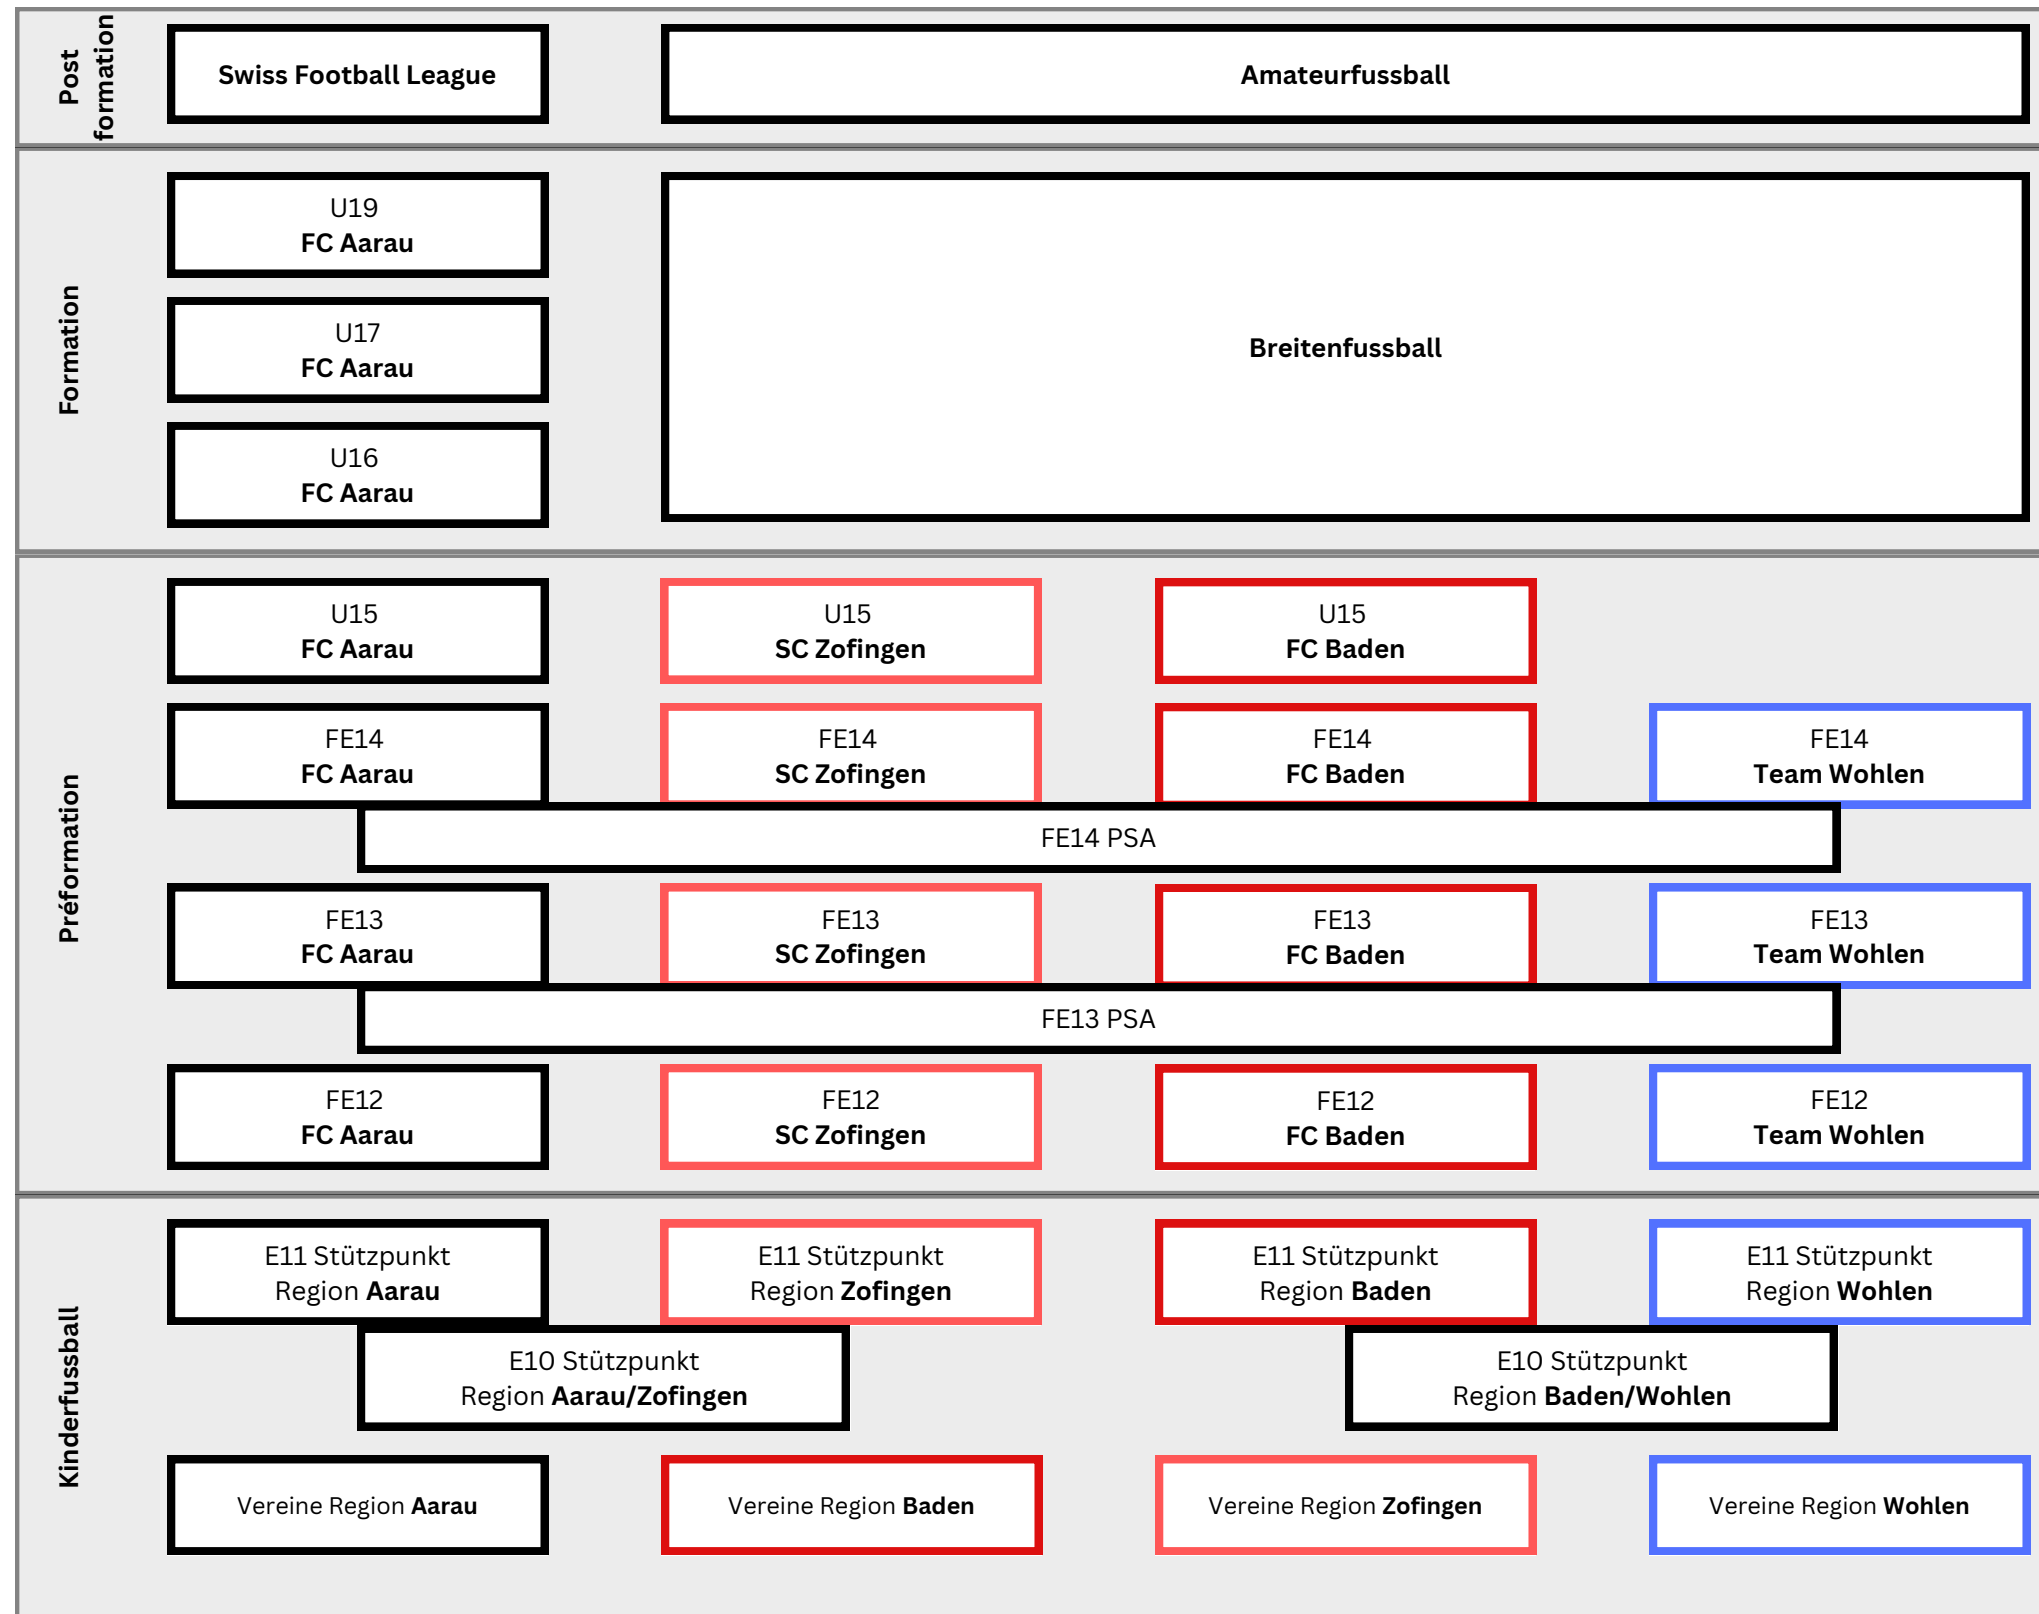 Post
formation
Swiss Football League
Amateurfussball
Formation
U19
FC Aarau
U17
FC Aarau
U16
FC Aarau
Breitenfussball
Préformation
U15
FC Aarau
U15
SC Zofingen
U15
FC Baden
FE14
FC Aarau
FE14
SC Zofingen
FE14
FC Baden
FE14
Team Wohlen
FE14 PSA
FE13
FC Aarau
FE13
SC Zofingen
FE13
FC Baden
FE13
Team Wohlen
FE13 PSA
FE12
FC Aarau
FE12
SC Zofingen
FE12
FC Baden
FE12
Team Wohlen
Kinderfussball
E11 Stützpunkt
Region Aarau
E11 Stützpunkt
Region Zofingen
E11 Stützpunkt
Region Baden
E11 Stützpunkt
Region Wohlen
E10 Stützpunkt
Region Aarau/Zofingen
E10 Stützpunkt
Region Baden/Wohlen
Vereine Region Aarau
Vereine Region Baden
Vereine Region Zofingen
Vereine Region Wohlen